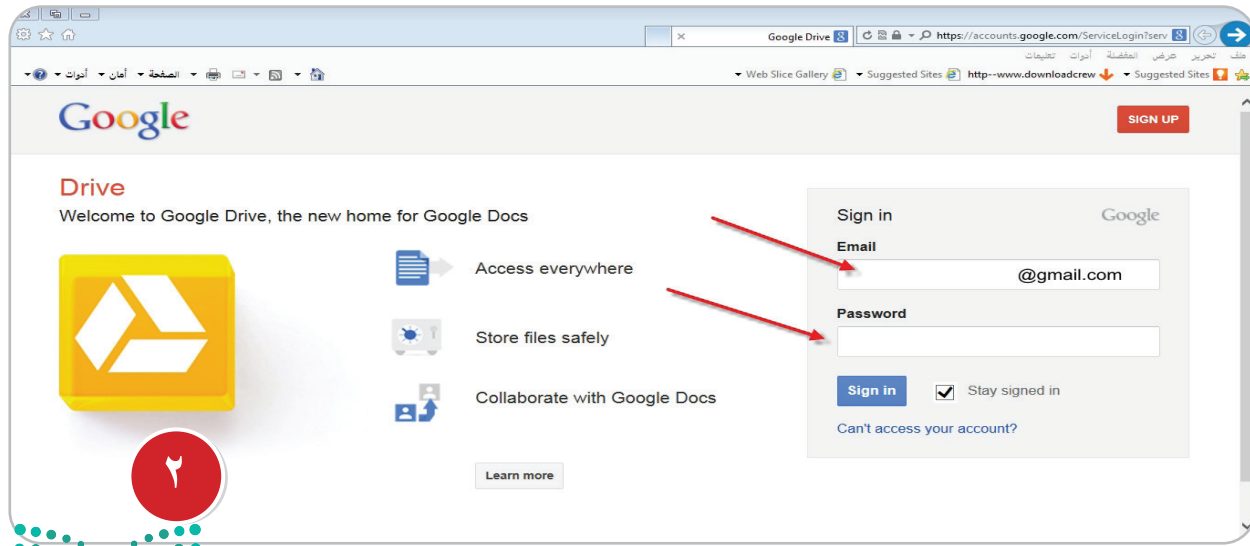 Google Drive
https://accounts.google.com/ServiceLogin?serv
ملف تحرير عرض المفضلة أدوات تعليمات
Suggested Sites
http--www.downloadcrew
Suggested Sites
Web Slice Gallery
الصفحة أمان أدوات
Google
SIGN UP
Drive
Welcome to Google Drive, the new home for Google Docs
Access everywhere
Store files safely
Collaborate with Google Docs
Learn more
Sign in Google
Email
@gmail.com
Password
Sign in Stay signed in
Can't access your account?
٢